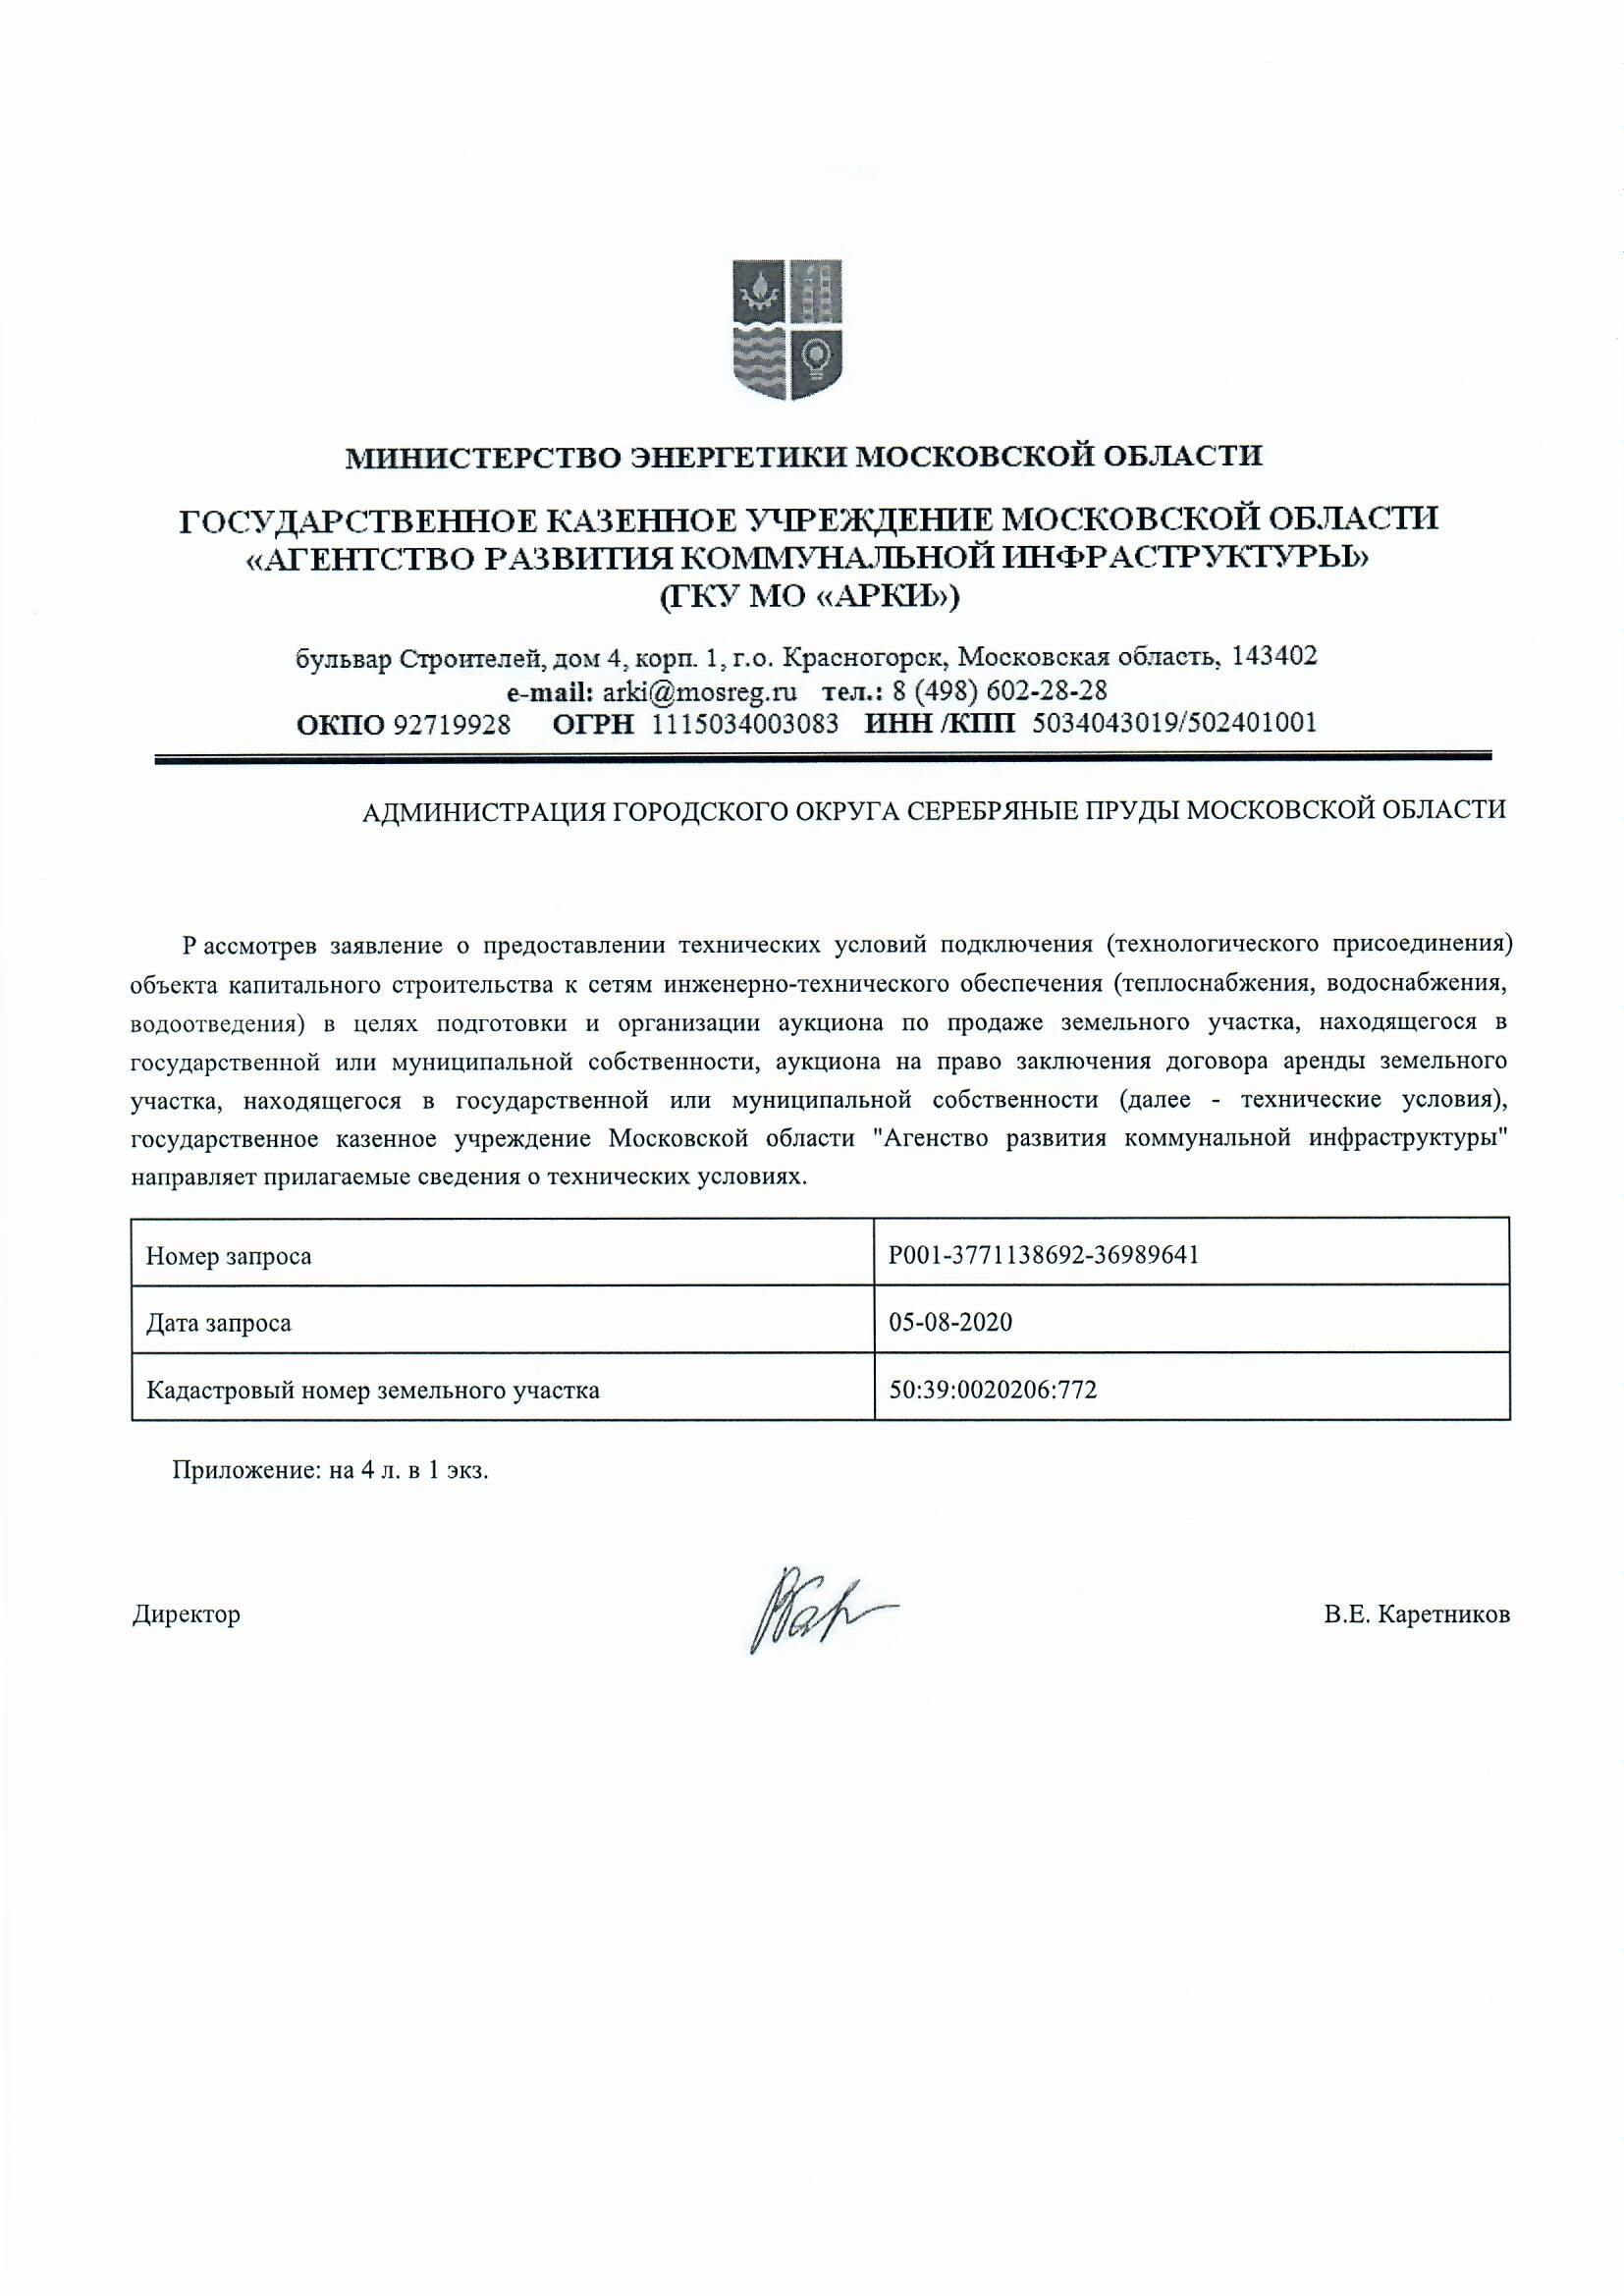 МИНИСТЕРСТВО ЭНЕРГЕТИКИ МОСКОВСКОЙ ОБЛАСТИ
ГОСУДАРСТВЕННОЕ КАЗЕННОЕ УЧРЕЖДЕНИЕ МОСКОВСКОЙ ОБЛАСТИ
«АГЕНТСТВО РАЗВИТИЯ КОММУНАЛЬНОЙ ИНФРАСТРУКТУРЫ»
(ГКУ МО «АРКИ»)
бульвар Строителей, дом 4, корп. 1, г.о. Красногорск, Московская область, 143402
e-mail: arki@mosreg.ru тел.: 8 (498) 602-28-28
ОКПО 92719928 ОГРН 1115034003083 ИНН /КПП 5034043019/502401001
АДМИНИСТРАЦИЯ ГОРОДСКОГО ОКРУГА СЕРЕБРЯНЫЕ ПРУДЫ МОСКОВСКОЙ ОБЛАСТИ
Р ассмотрев заявление о предоставлении технических условий подключения (технологического присоединения)
объекта капитального строительства к сетям инженерно-технического обеспечения (теплоснабжения, водоснабжения,
водоотведения) в целях подготовки и организации аукциона по продаже земельного участка, находящегося в
государственной или муниципальной собственности, аукциона на право заключения договора аренды земельного
участка, находящегося в государственной или муниципальной собственности (далее - технические условия),
государственное казенное учреждение Московской области "Агенство развития коммунальной инфраструктуры"
направляет прилагаемые сведения о технических условиях.
Номер запроса P001-3771138692-36989641
Дата запроса 05-08-2020
Кадастровый номер земельного участка 50:39:0020206:772
Приложение: на 4 л. в 1 экз.
Директор В.Е. Каретников